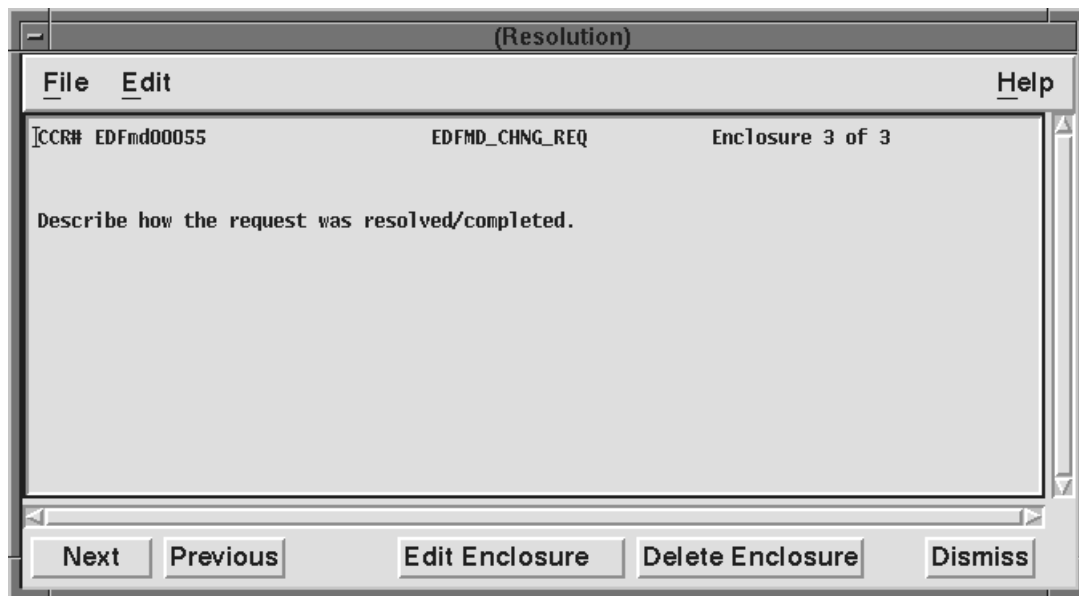 (Resolution)
File Edit Help
CCR# EDFmd00055 EDFMD_CHNG_REQ Enclosure 3 of 3
Describe how the request was resolved/completed.
Next Previous Edit Enclosure Delete Enclosure Dismiss